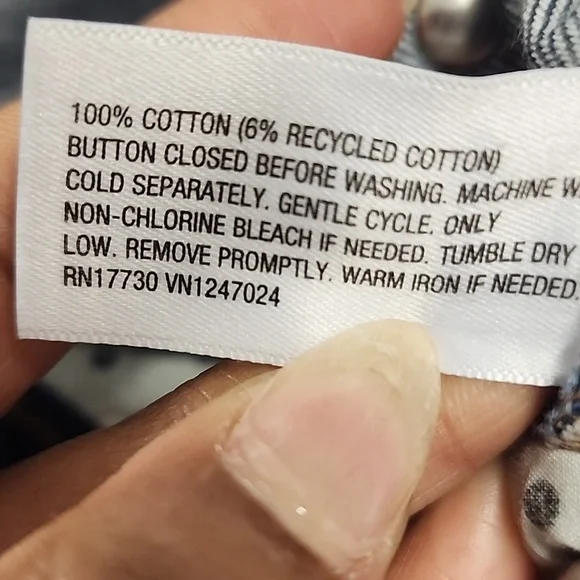 100% COTTON (6% RECYCLED COTTON)
BUTTON CLOSED BEFORE WASHING. MACHINE W
COLD SEPARATELY. GENTLE CYCLE. ONLY
NON-CHLORINE BLEACH IF NEEDED. TUMBLE DRY
LOW. REMOVE PROMPTLY. WARM IRON IF NEEDED.
RN17730 VN1247024